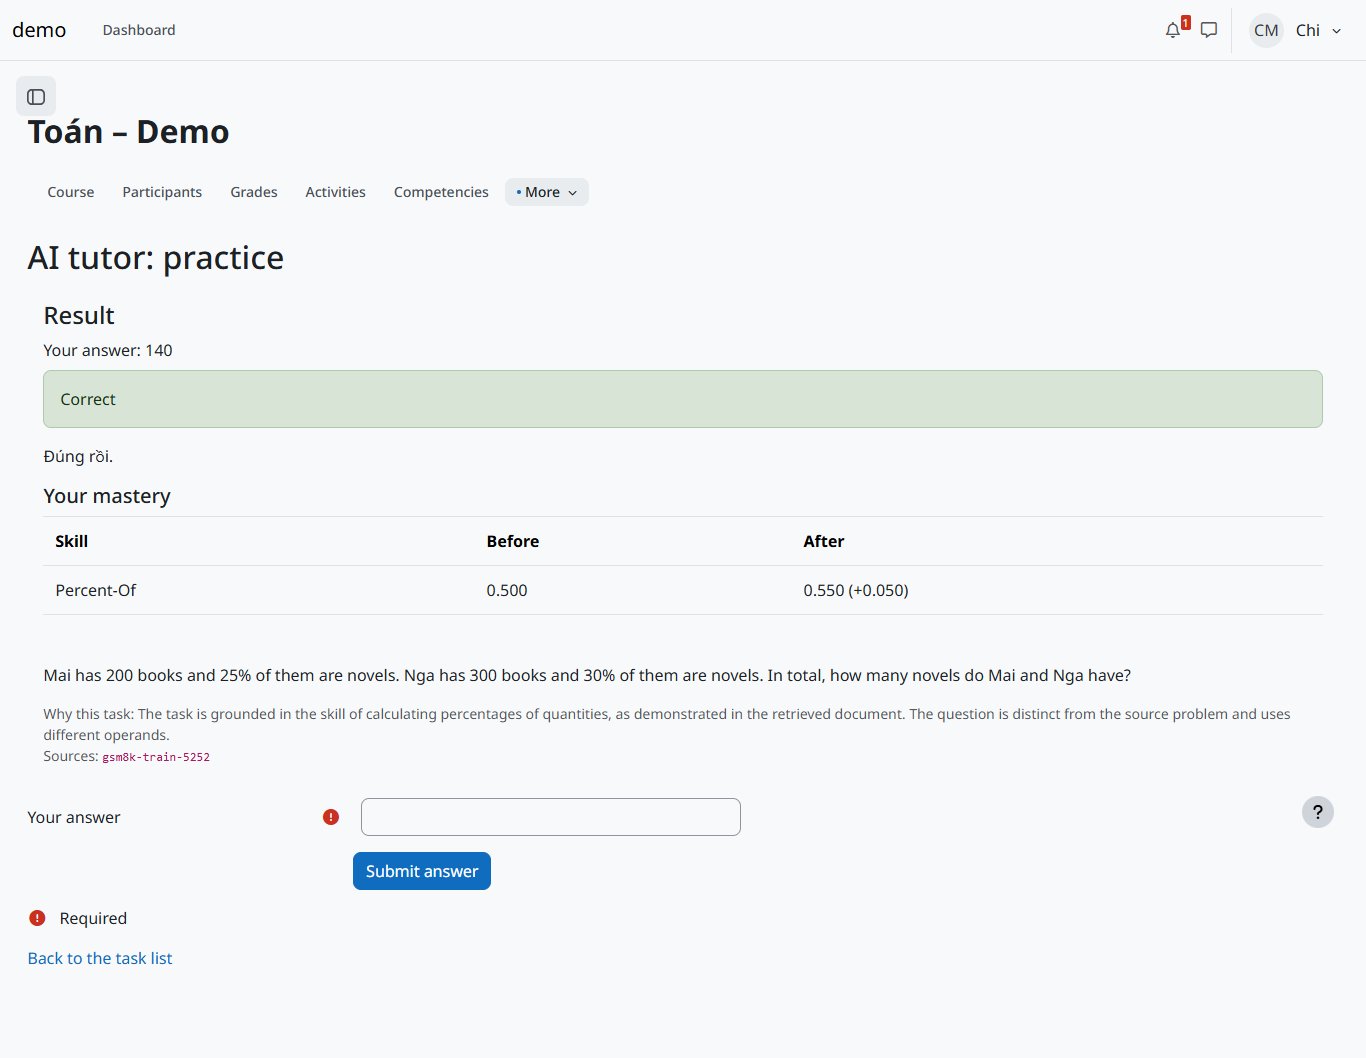 demo Dashboard 1 CM Chi
Toán – Demo
Course Participants Grades Activities Competencies • More
AI tutor: practice
Result
Your answer: 140
Correct
Đúng rồi.
Your mastery
Skill Before After
Percent-Of 0.500 0.550 (+0.050)
Mai has 200 books and 25% of them are novels. Nga has 300 books and 30% of them are novels. In total, how many novels do Mai and Nga have?
Why this task: The task is grounded in the skill of calculating percentages of quantities, as demonstrated in the retrieved document. The question is distinct from the source problem and uses
different operands.
Sources: gsm8k-train-5252
Your answer ! ?
Submit answer
! Required
Back to the task list